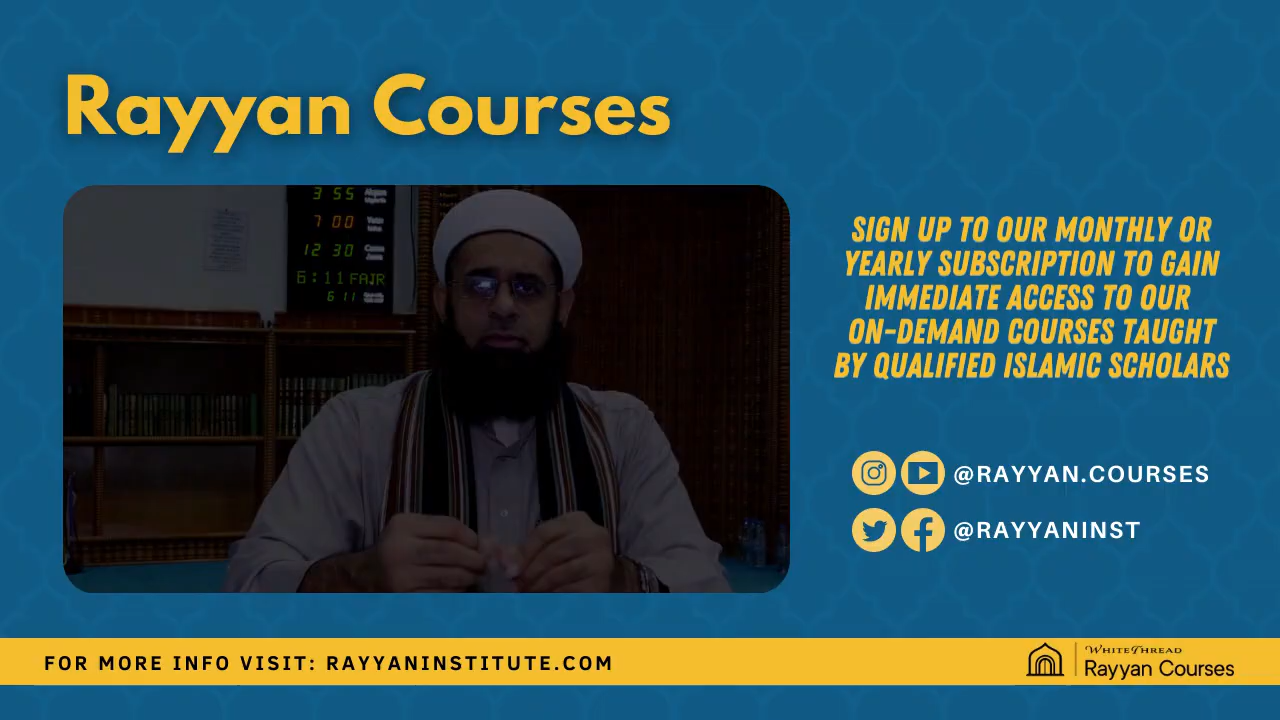 Rayyan Courses
3 55
7 00
12 30
6:11 FAJR
6 11
SIGN UP TO OUR MONTHLY OR
YEARLY SUBSCRIPTION TO GAIN
IMMEDIATE ACCESS TO OUR
ON-DEMAND COURSES TAUGHT
BY QUALIFIED ISLAMIC SCHOLARS
@RAYYAN.COURSES
@RAYYANINST
FOR MORE INFO VISIT: RAYYANINSTITUTE.COM
WHITETHREAD
Rayyan Courses